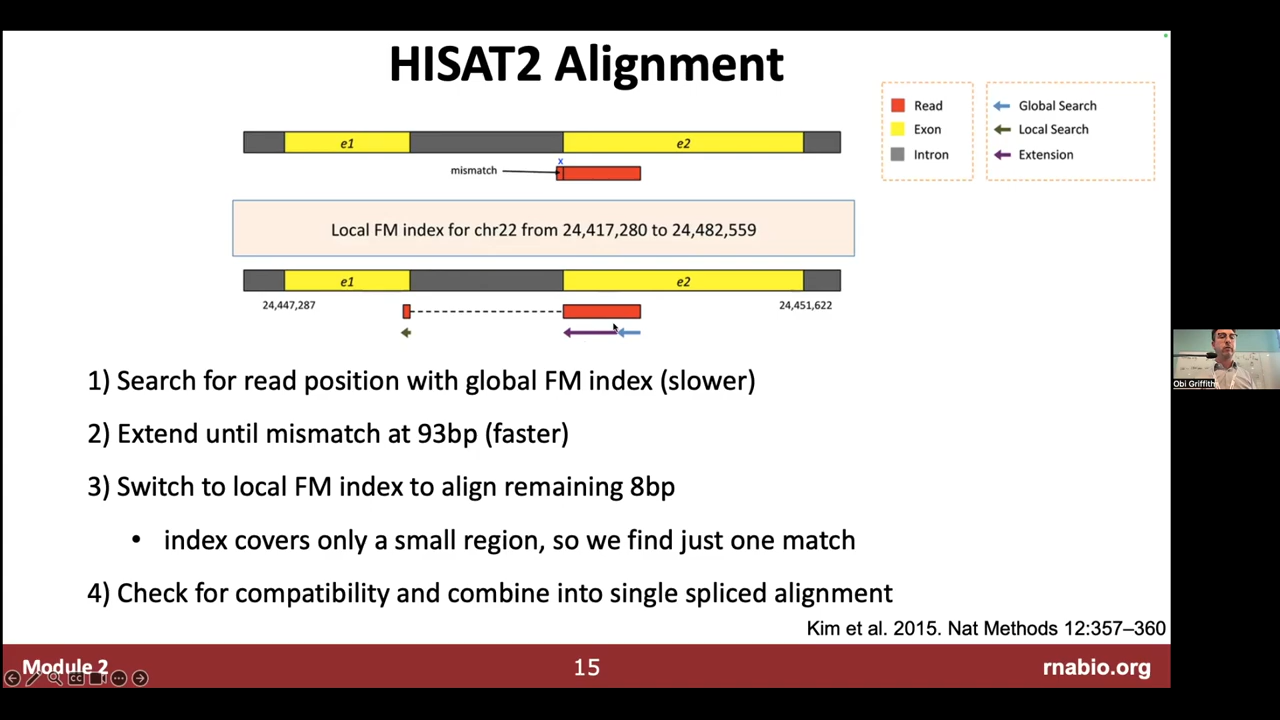 HISAT2 Alignment
Read
Exon
Intron
Global Search
Local Search
Extension
e1
e2
x
mismatch
Local FM index for chr22 from 24,417,280 to 24,482,559
e1
e2
24,447,287
24,451,622
1) Search for read position with global FM index (slower)
2) Extend until mismatch at 93bp (faster)
3) Switch to local FM index to align remaining 8bp
• index covers only a small region, so we find just one match
4) Check for compatibility and combine into single spliced alignment
Kim et al. 2015. Nat Methods 12:357–360
Module 2
15
rnabio.org
CC
Obi Griffith